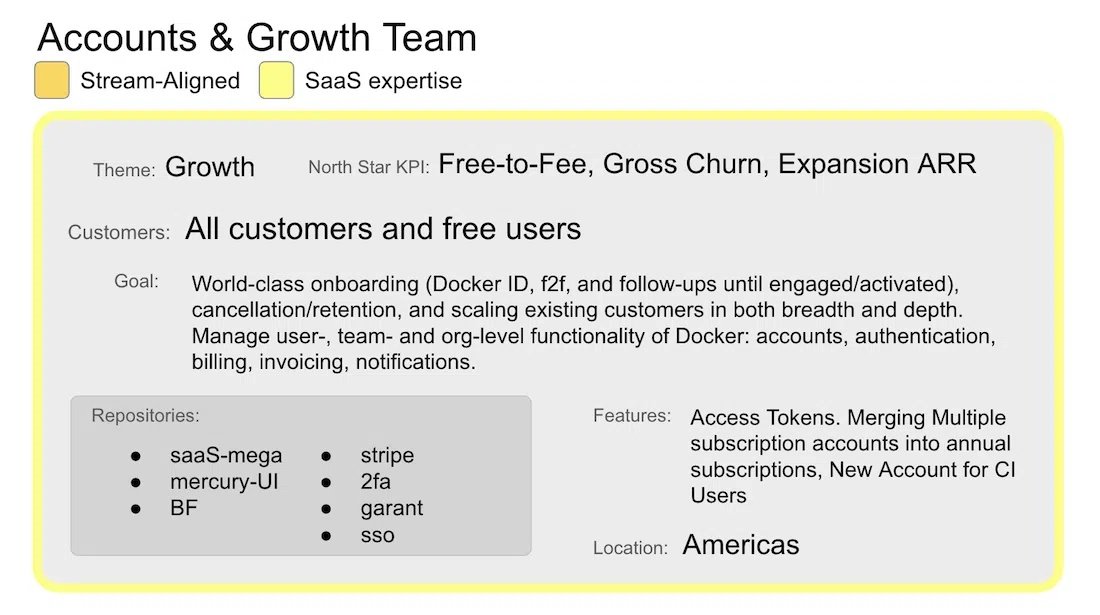 Accounts & Growth Team
Stream-Aligned
SaaS expertise
Theme: Growth
North Star KPI: Free-to-Fee, Gross Churn, Expansion ARR
Customers: All customers and free users
Goal: World-class onboarding (Docker ID, f2f, and follow-ups until engaged/activated),
cancellation/retention, and scaling existing customers in both breadth and depth.
Manage user-, team- and org-level functionality of Docker: accounts, authentication,
billing, invoicing, notifications.
Repositories:
● saaS-mega
● mercury-UI
● BF
● stripe
● 2fa
● garant
● sso
Features: Access Tokens. Merging Multiple
subscription accounts into annual
subscriptions, New Account for CI
Users
Location: Americas